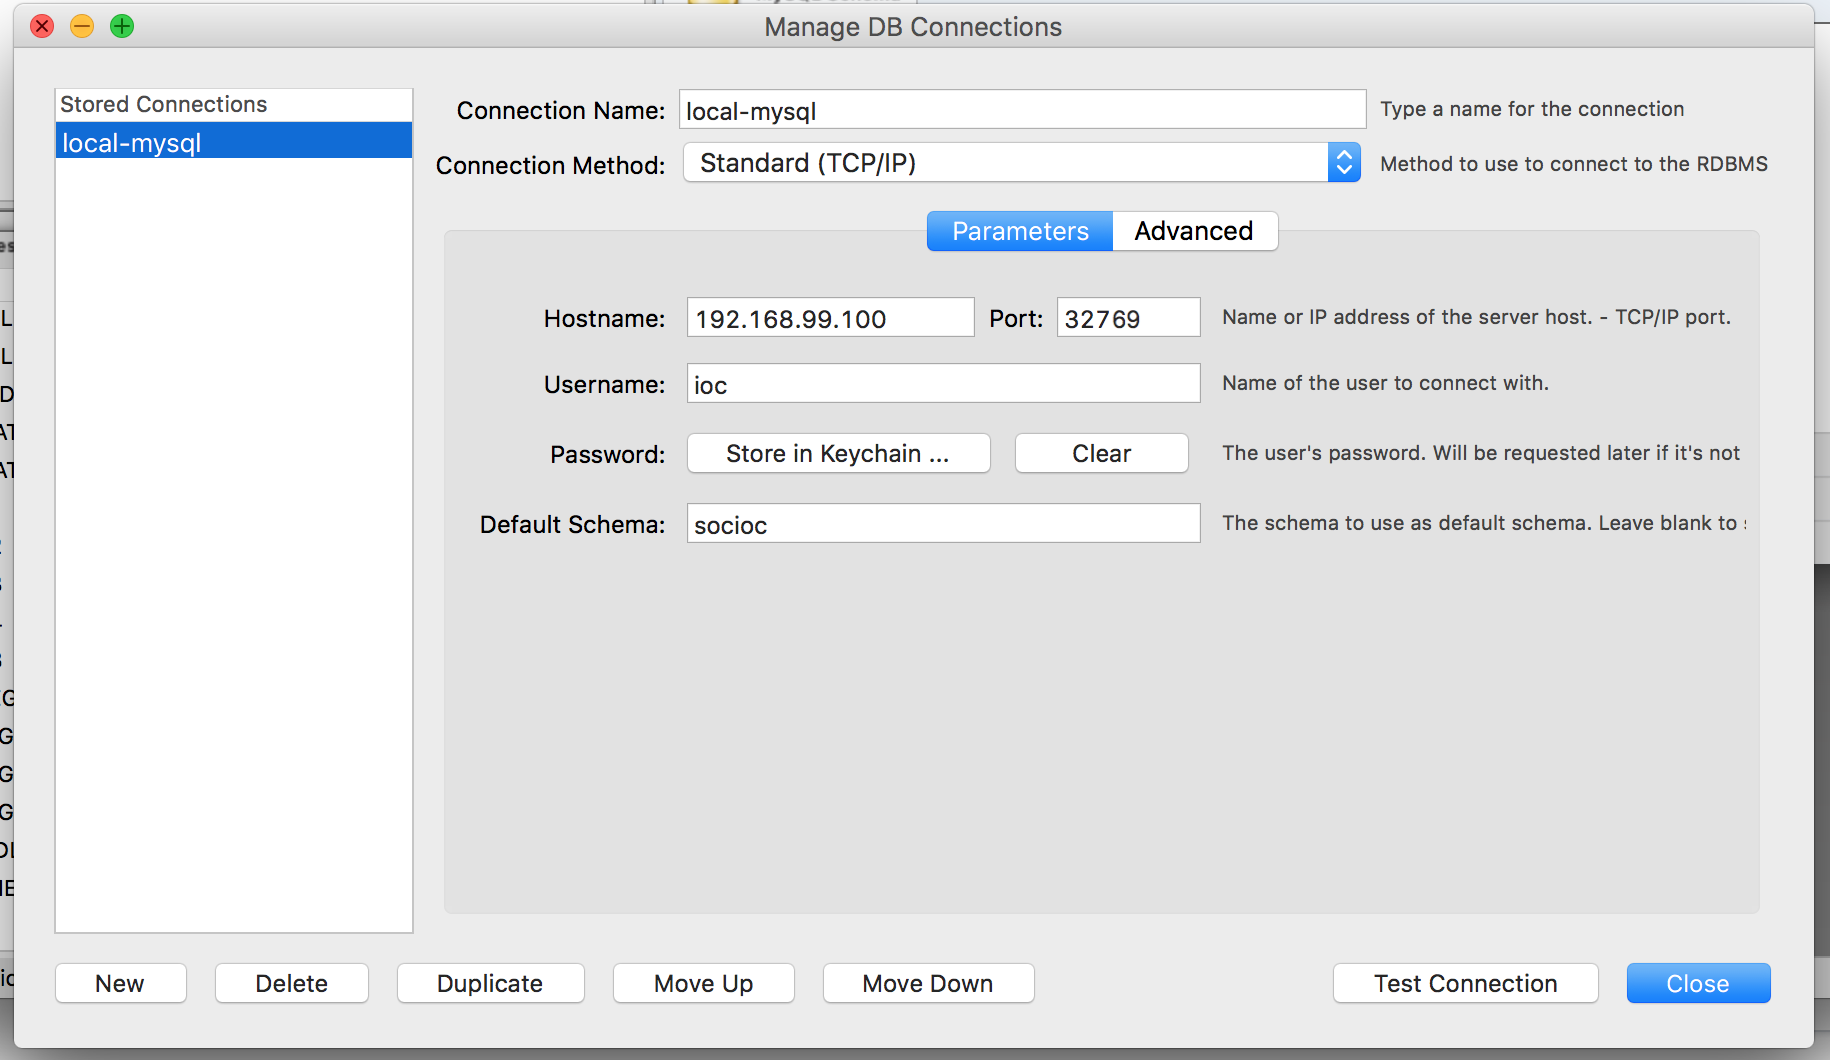 Manage DB Connections
Stored Connections
local-mysql
Connection Name: local-mysql Type a name for the connection
Connection Method: Standard (TCP/IP) Method to use to connect to the RDBMS
Parameters Advanced
Hostname: 192.168.99.100 Port: 32769 Name or IP address of the server host. - TCP/IP port.
Username: ioc Name of the user to connect with.
Password: Store in Keychain ... Clear The user's password. Will be requested later if it's not
Default Schema: socioc The schema to use as default schema. Leave blank to
New Delete Duplicate Move Up Move Down Test Connection Close